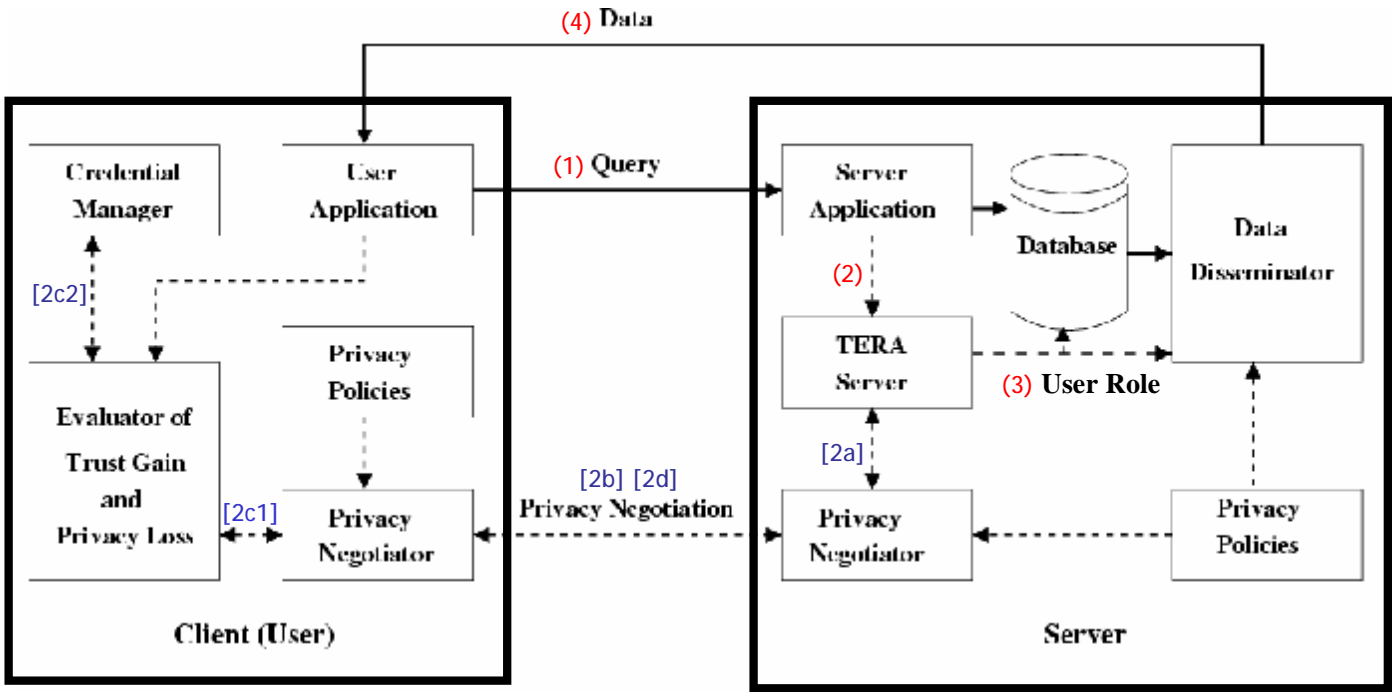 (4) Data
Credential
Manager
User
Application
(1) Query
Server
Application
Database
Data
Disseminator
[2c2]
(2)
Privacy
Policies
TERA
Server
(3) User Role
Evaluator of
Trust Gain
and
Privacy Loss
[2c1]
Privacy
Negotiator
[2b] [2d]
Privacy Negotiation
[2a]
Privacy
Negotiator
Privacy
Policies
Client (User)
Server